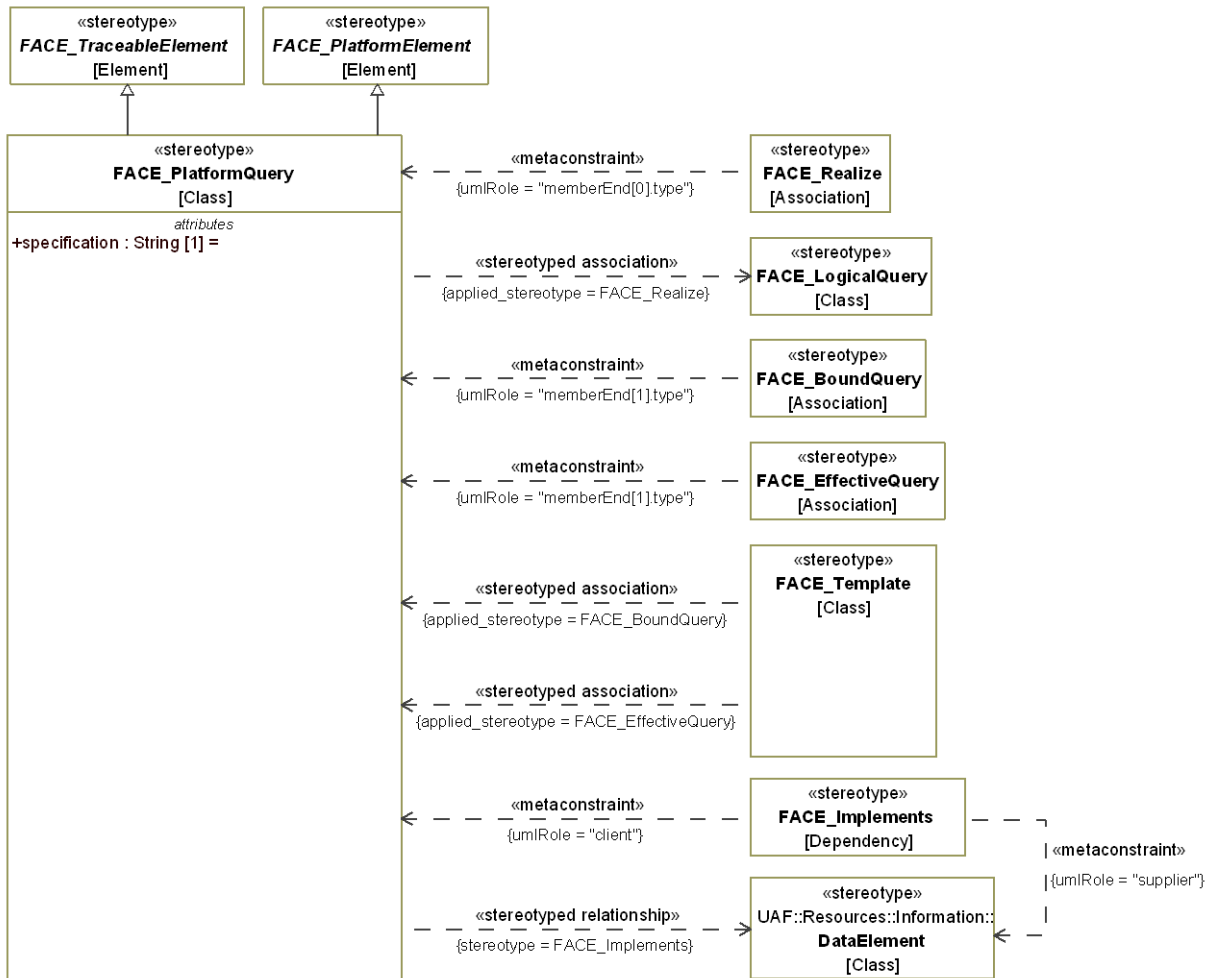 «stereotype»
FACE_TraceableElement
[Element]
«stereotype»
FACE_PlatformElement
[Element]
«stereotype»
FACE_PlatformQuery
[Class]
attributes
+specification : String [1] =
«metaconstraint»
{umlRole = "memberEnd[0].type"}
«stereotype»
FACE_Realize
[Association]
«stereotyped association»
{applied_stereotype = FACE_Realize}
«stereotype»
FACE_LogicalQuery
[Class]
«metaconstraint»
{umlRole = "memberEnd[1].type"}
«stereotype»
FACE_BoundQuery
[Association]
«metaconstraint»
{umlRole = "memberEnd[1].type"}
«stereotype»
FACE_EffectiveQuery
[Association]
«stereotyped association»
{applied_stereotype = FACE_BoundQuery}
«stereotype»
FACE_Template
[Class]
«stereotyped association»
{applied_stereotype = FACE_EffectiveQuery}
«metaconstraint»
{umlRole = "client"}
«stereotype»
FACE_Implements
[Dependency]
«metaconstraint»
{umlRole = "supplier"}
«stereotyped relationship»
{stereotype = FACE_Implements}
«stereotype»
UAF::Resources::Information::
DataElement
[Class]